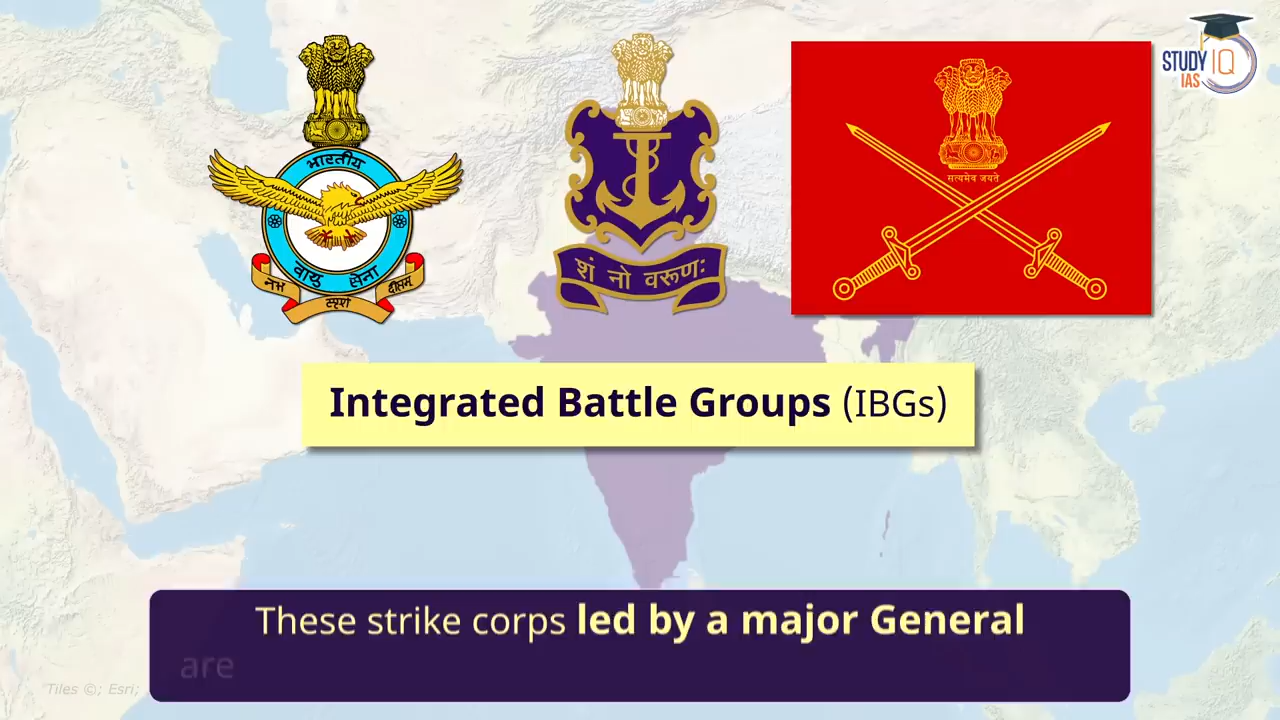 भारतीय
वायु सेना
नभः स्पृशं दीप्तम्
शं नो वरूणः
सत्यमेव जयते
STUDY IQ
IAS
Integrated Battle Groups (IBGs)
These strike corps led by a major General
are
Tiles ©; Esri;